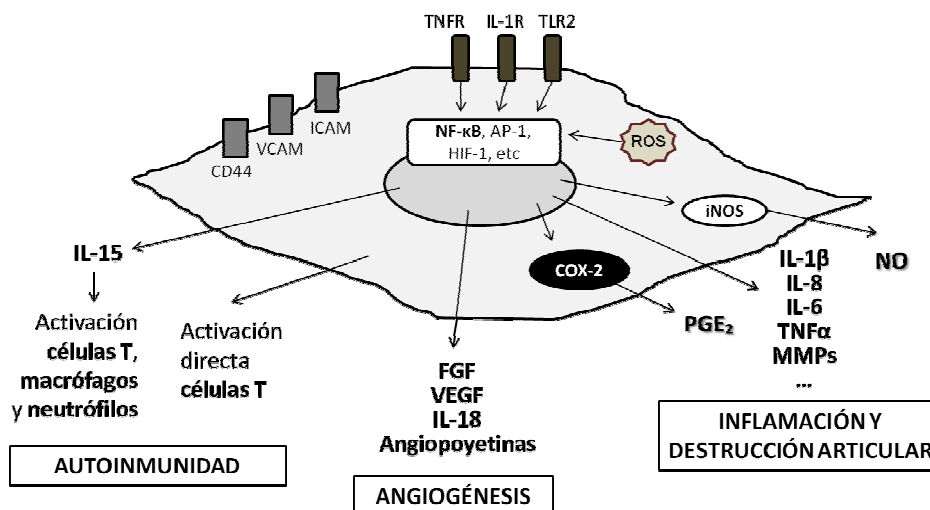 TNFR IL-1R TLR2
ICAM
VCAM
CD44
NF-κB, AP-1,
HIF-1, etc
ROS
iNOS
COX-2
NO
IL-15
Activación
células T,
macrófagos
y neutrófilos
Activación
directa
células T
AUTOINMUNIDAD
FGF
VEGF
IL-18
Angiopoyetinas
ANGIOGÉNESIS
PGE₂
IL-1β
IL-8
IL-6
TNFα
MMPs
...
INFLAMACIÓN Y
DESTRUCCIÓN ARTICULAR